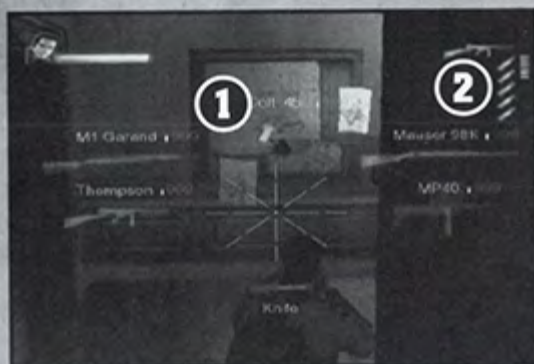 1
2
Colt 45
M1 Garand
Mauser 98K
Thompson
MP40
Knife